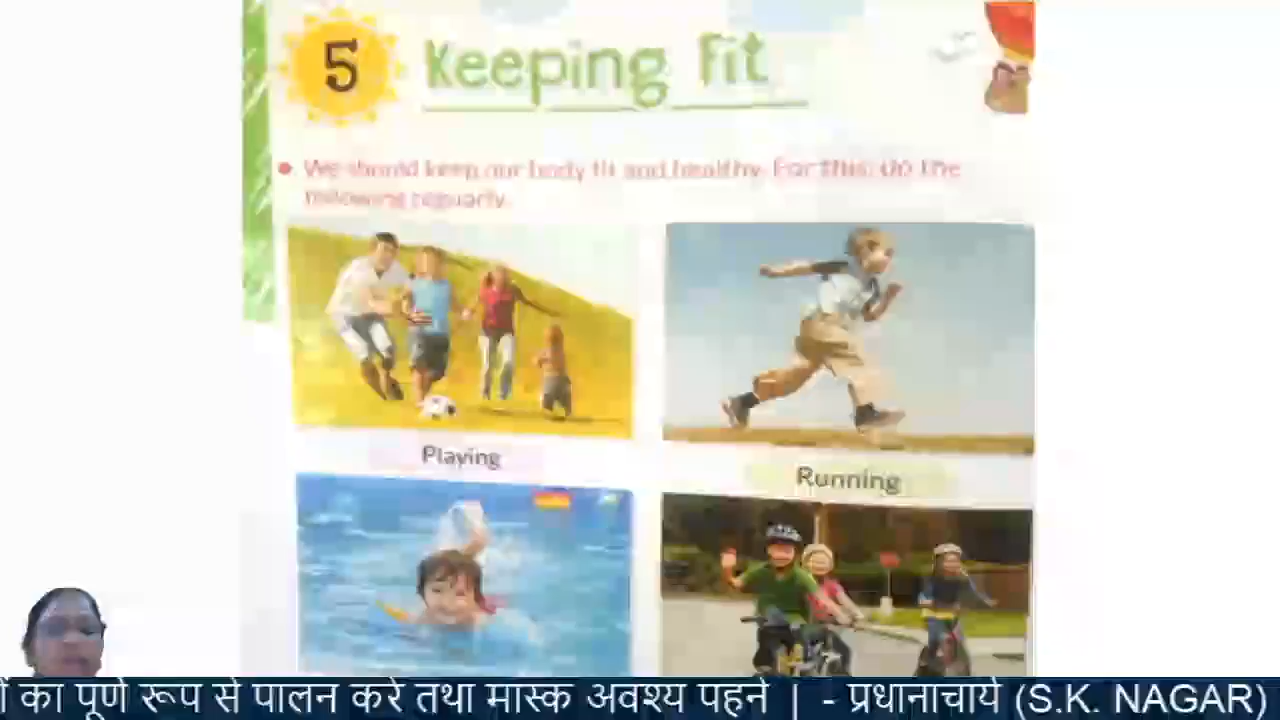 5 Keeping fit
We should keep our body fit and healthy. For this, do the
following regularly.
Playing
Running
का पूर्ण रूप से पालन करें तथा मास्क अवश्य पहनें | - प्रधानाचार्य (S.K. NAGAR)